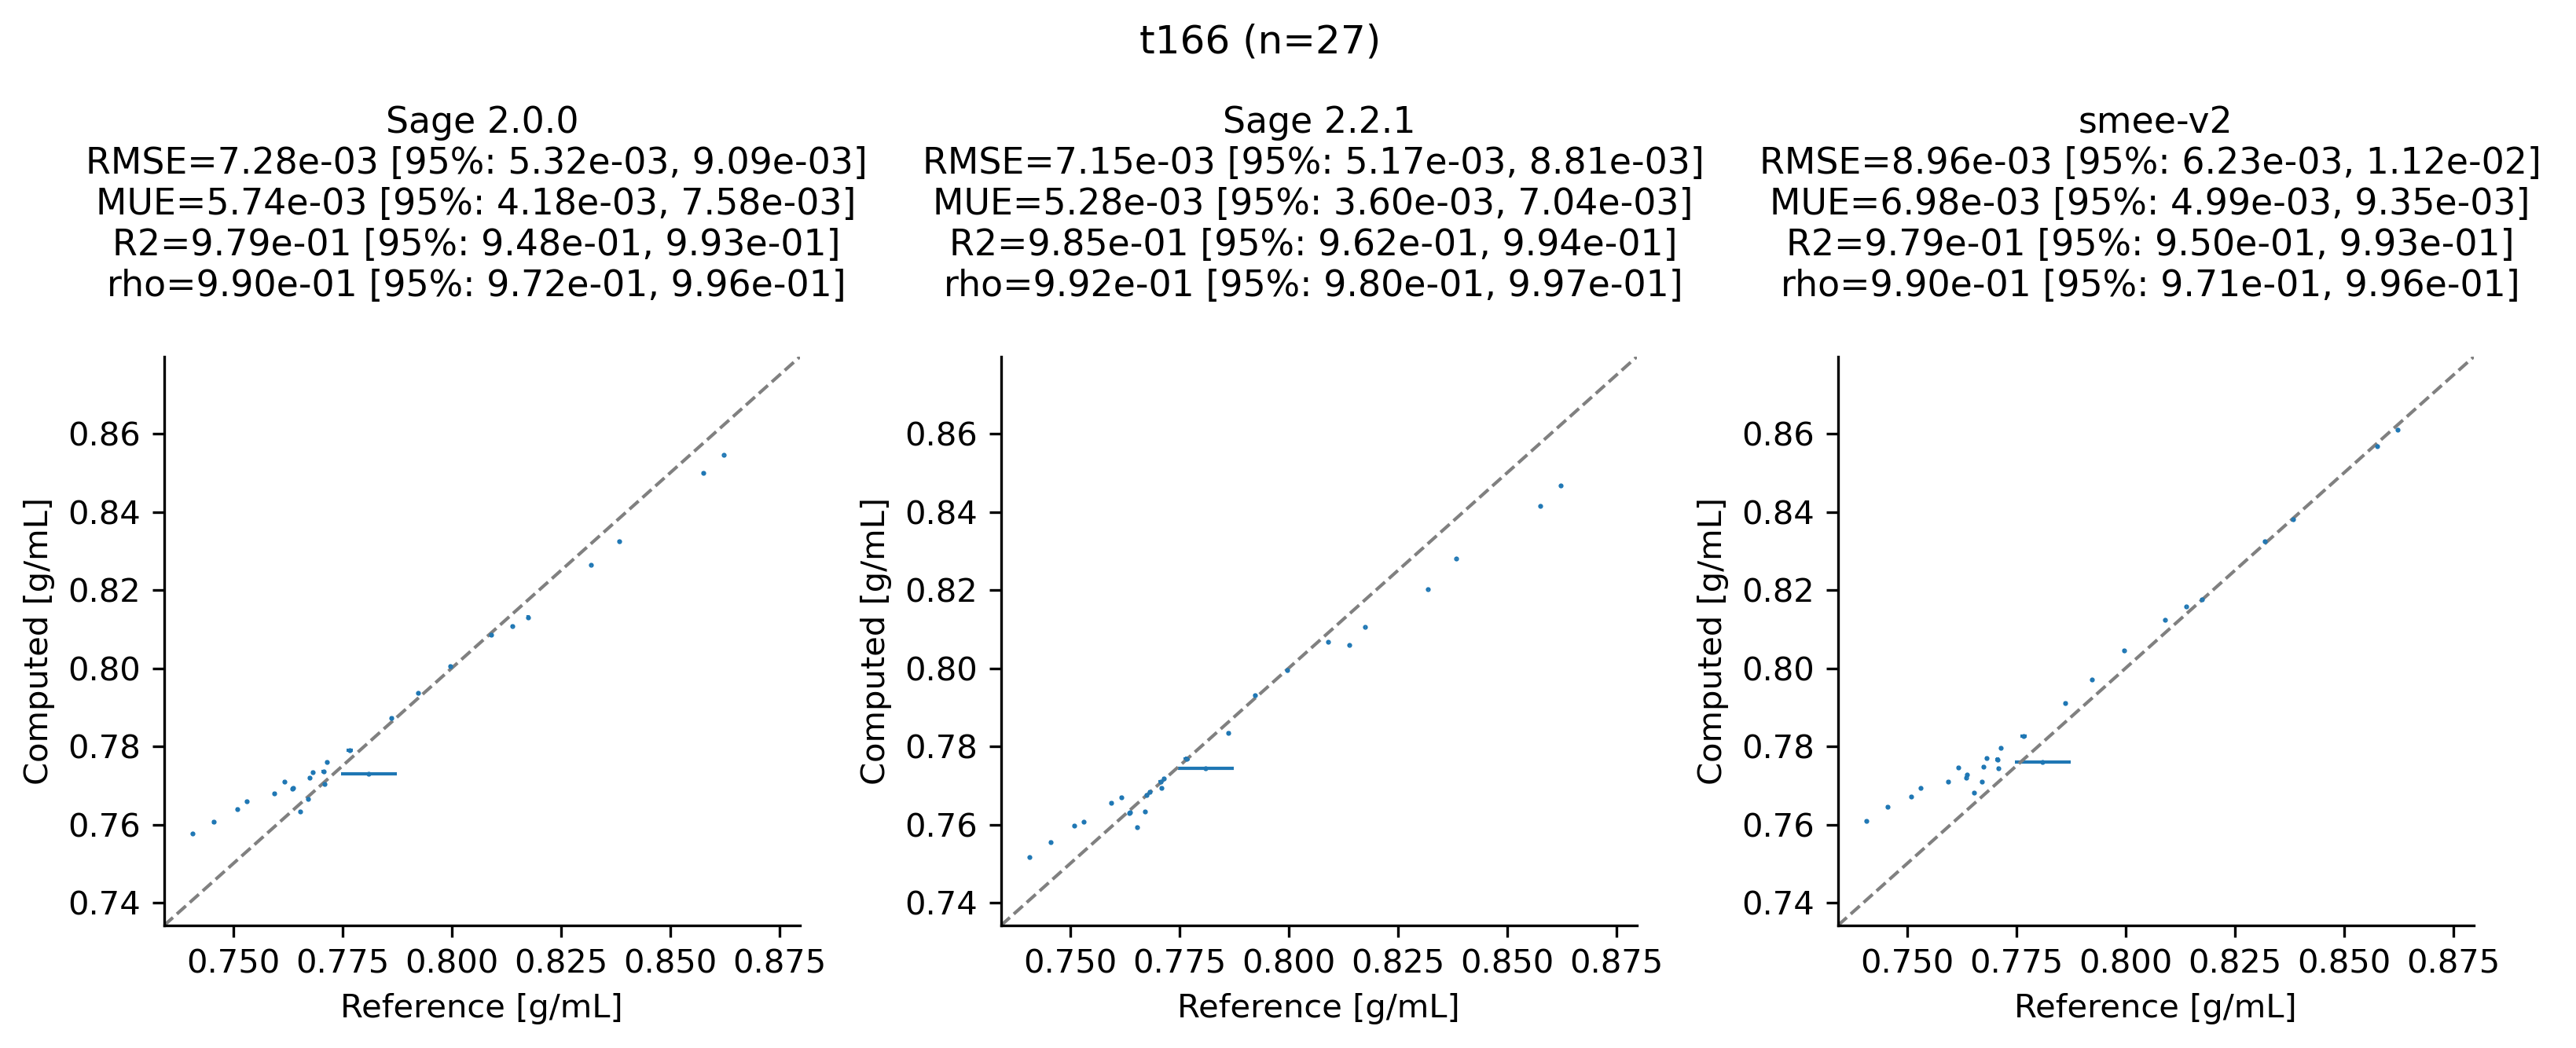 t166 (n=27)
Sage 2.0.0
RMSE=7.28e-03 [95%: 5.32e-03, 9.09e-03]
MUE=5.74e-03 [95%: 4.18e-03, 7.58e-03]
R2=9.79e-01 [95%: 9.48e-01, 9.93e-01]
rho=9.90e-01 [95%: 9.72e-01, 9.96e-01]
0.86
0.84
0.82
0.80
0.78
0.76
0.74
Computed [g/mL]
0.750 0.775 0.800 0.825 0.850 0.875
Reference [g/mL]
Sage 2.2.1
RMSE=7.15e-03 [95%: 5.17e-03, 8.81e-03]
MUE=5.28e-03 [95%: 3.60e-03, 7.04e-03]
R2=9.85e-01 [95%: 9.62e-01, 9.94e-01]
rho=9.92e-01 [95%: 9.80e-01, 9.97e-01]
0.86
0.84
0.82
0.80
0.78
0.76
0.74
Computed [g/mL]
0.750 0.775 0.800 0.825 0.850 0.875
Reference [g/mL]
smee-v2
RMSE=8.96e-03 [95%: 6.23e-03, 1.12e-02]
MUE=6.98e-03 [95%: 4.99e-03, 9.35e-03]
R2=9.79e-01 [95%: 9.50e-01, 9.93e-01]
rho=9.90e-01 [95%: 9.71e-01, 9.96e-01]
0.86
0.84
0.82
0.80
0.78
0.76
0.74
Computed [g/mL]
0.750 0.775 0.800 0.825 0.850 0.875
Reference [g/mL]